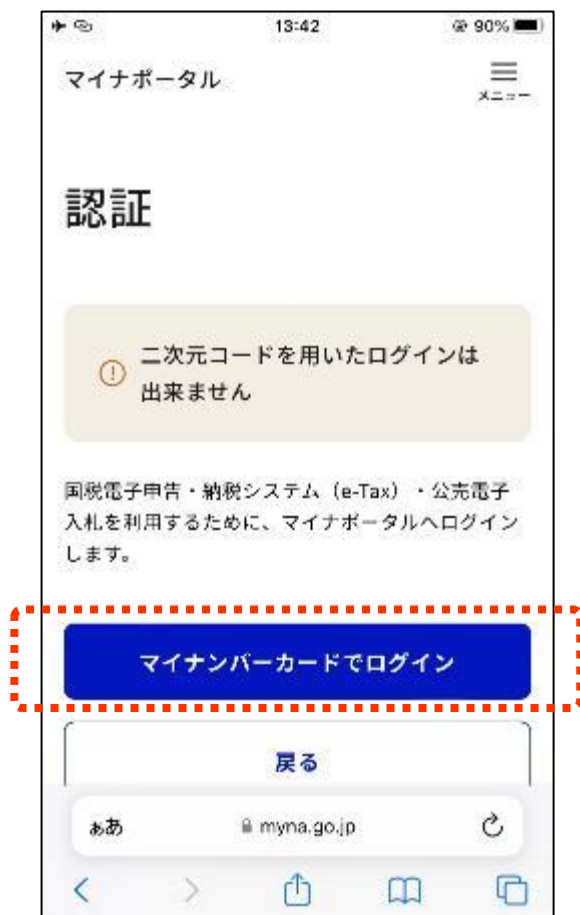 13:42
90%
マイナポータル
メニュー
認証
二次元コードを用いたログインは
出来ません
国税電子申告・納税システム（e-Tax）・公売電子
入札を利用するために、マイナポータルへログイン
します。
マイナンバーカードでログイン
戻る
ぁあ
myna.go.jp